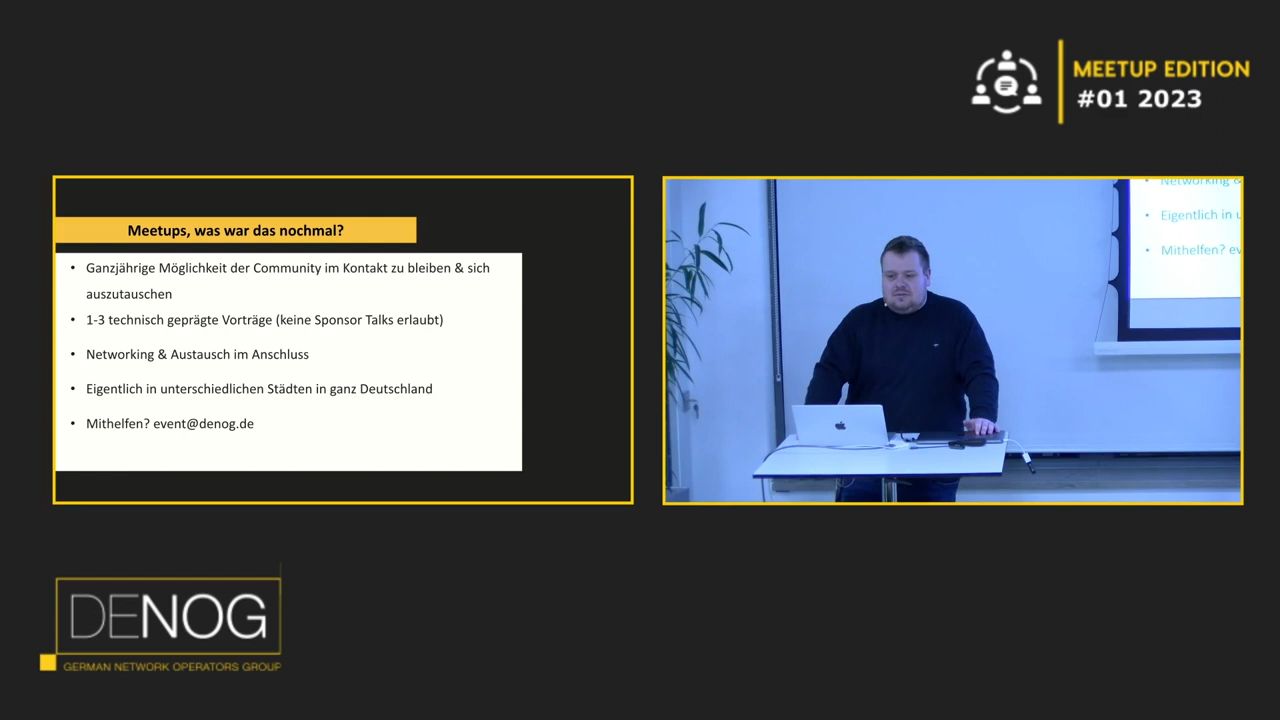 MEETUP EDITION
#01 2023
Meetups, was war das nochmal?
• Ganzjährige Möglichkeit der Community im Kontakt zu bleiben & sich
auszutauschen
• 1-3 technisch geprägte Vorträge (keine Sponsor Talks erlaubt)
• Networking & Austausch im Anschluss
• Eigentlich in unterschiedlichen Städten in ganz Deutschland
• Mithelfen? event@denog.de
• Networking &
• Eigentlich in u
• Mithelfen? ev
DENOG
GERMAN NETWORK OPERATORS GROUP